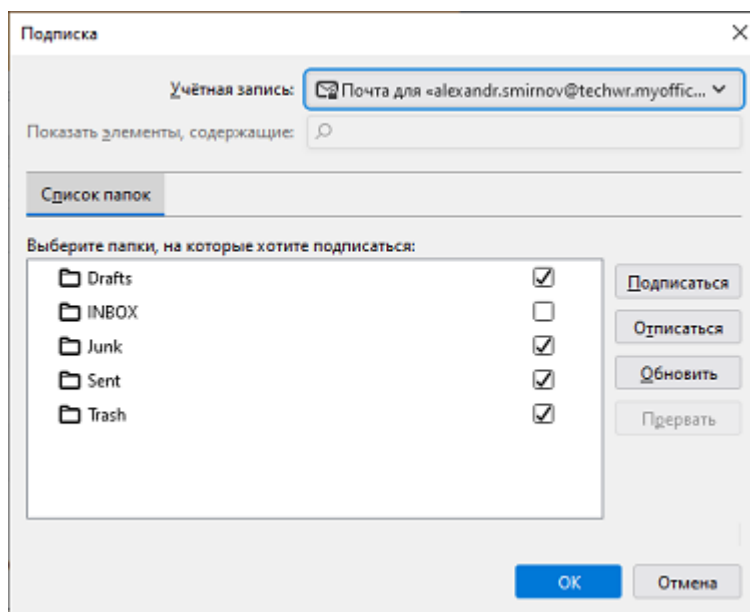 Подписка
Учётная запись: Почта для «alexandr.smirnov@techwr.myoffic...
Показать элементы, содержащие:
Список папок
Выберите папки, на которые хотите подписаться:
Drafts
INBOX
Junk
Sent
Trash
Подписаться
Отписаться
Обновить
Прервать
OK Отмена